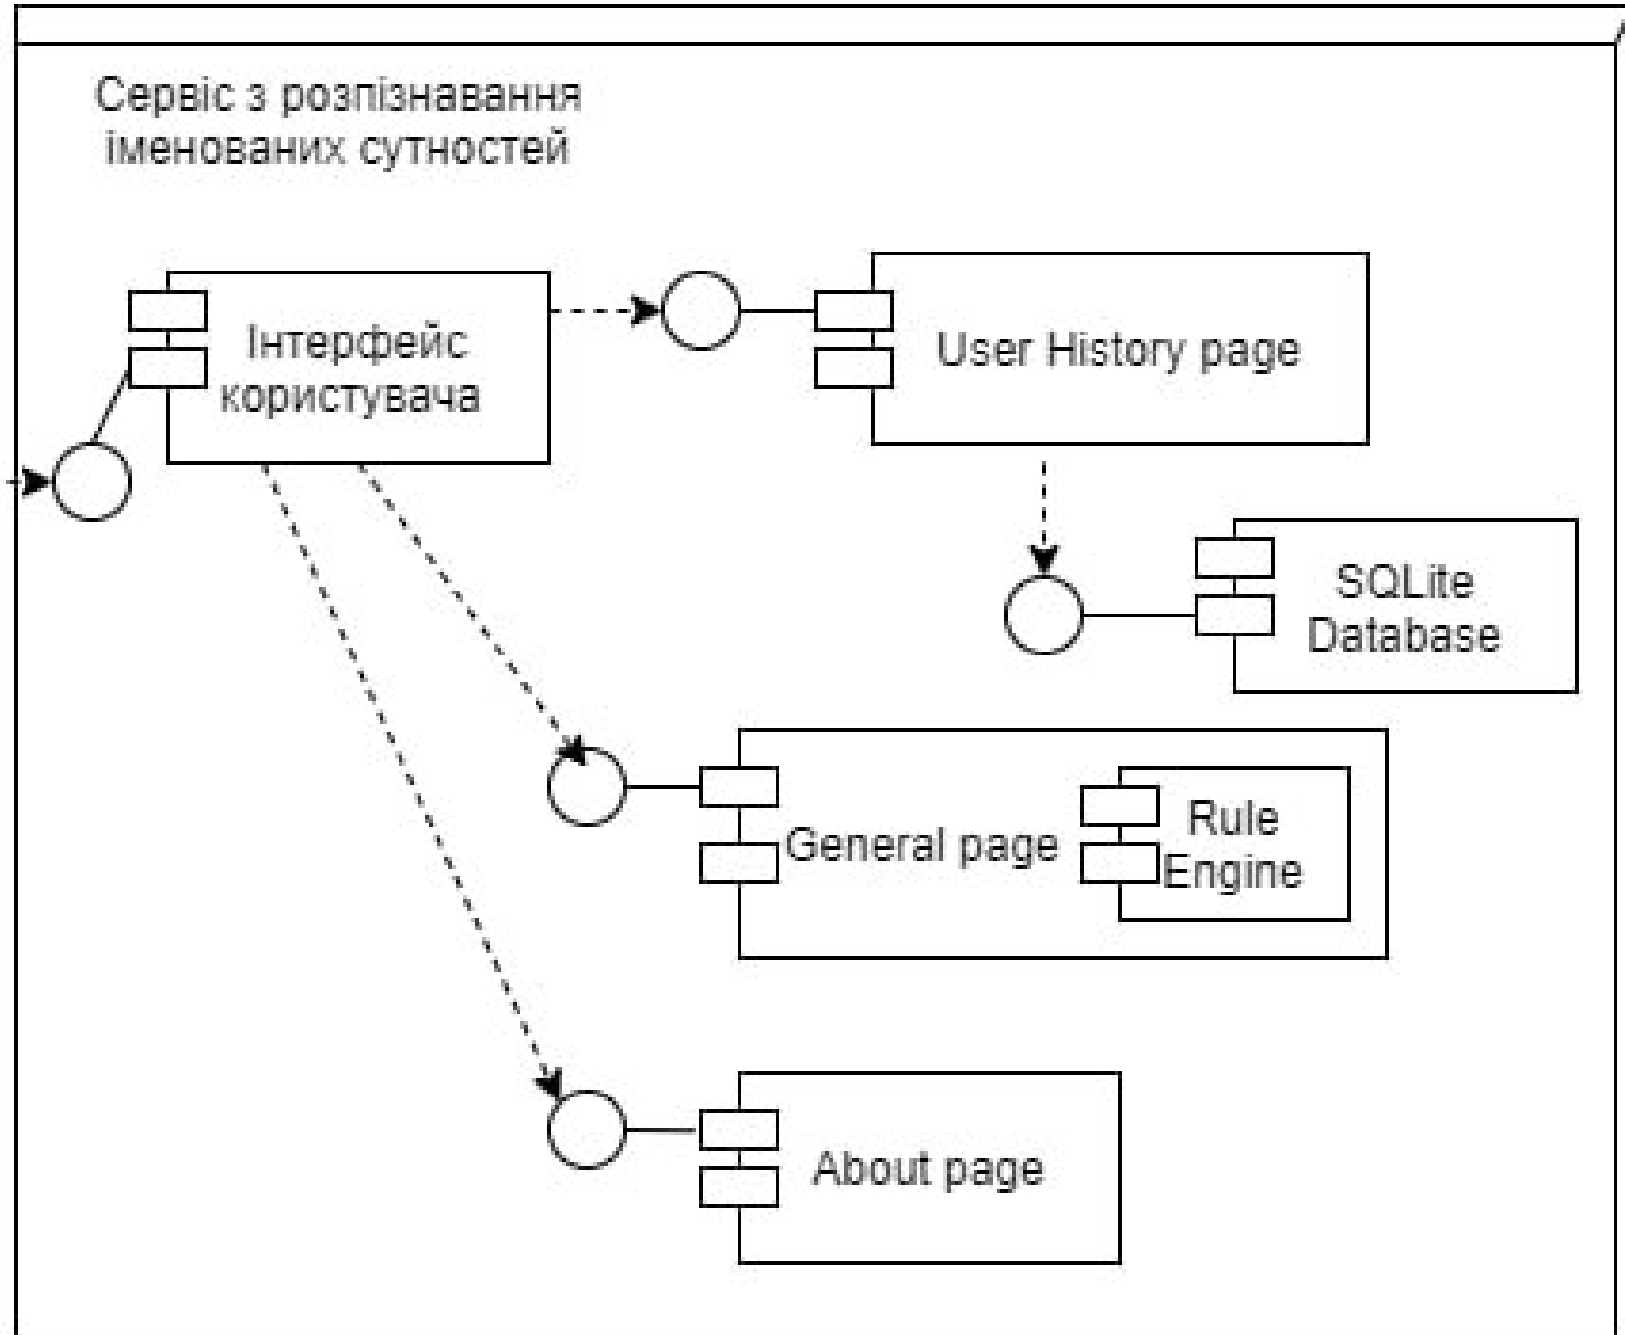 Сервіс з розпізнавання
іменованих сутностей
Інтерфейс
користувача
User History page
SQLite
Database
General page
Rule
Engine
About page